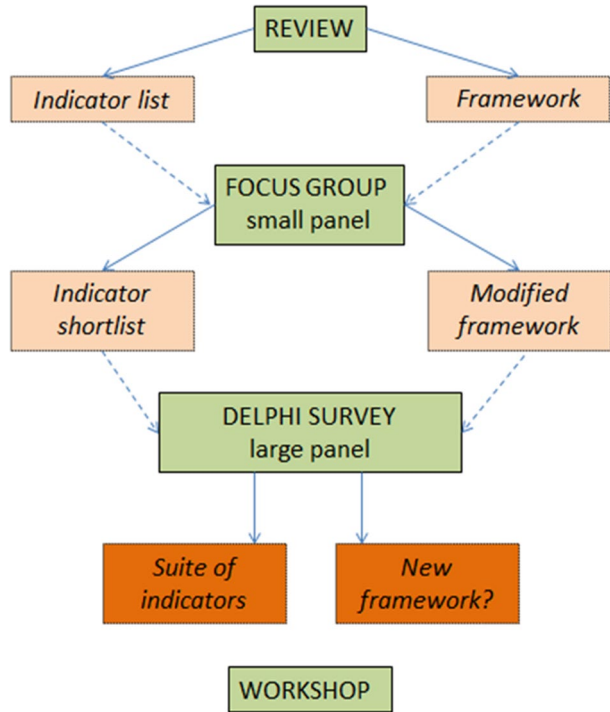 REVIEW
Indicator list
Framework
FOCUS GROUP
small panel
Indicator
shortlist
Modified
framework
DELPHI SURVEY
large panel
Suite of
indicators
New
framework?
WORKSHOP